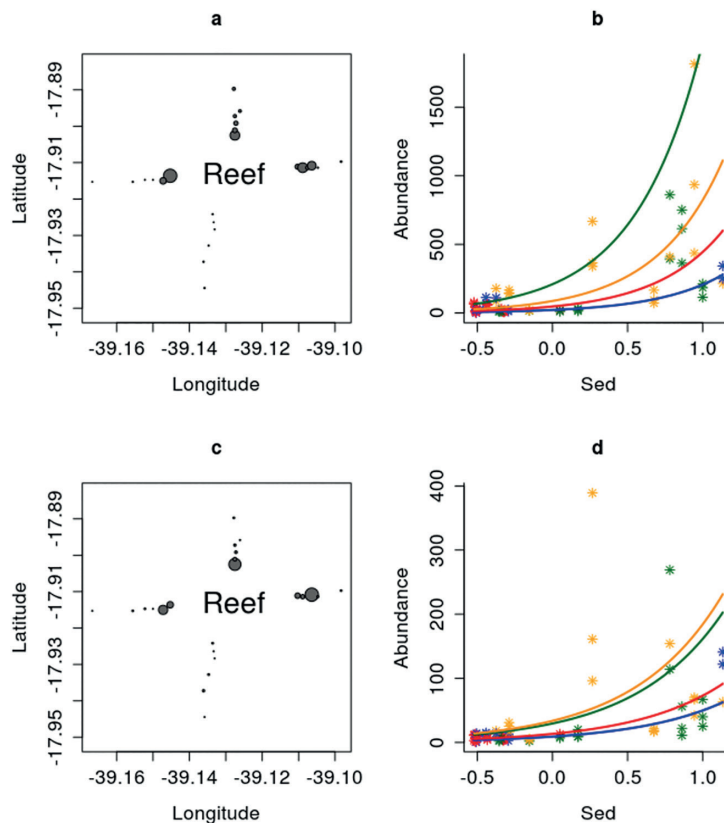 a
-17.89
-17.91
-17.93
-17.95
Latitude
Reef
-39.16 -39.14 -39.12 -39.10
Longitude
b
1500
1000
500
0
Abundance
-0.5 0.0 0.5 1.0
Sed
c
-17.89
-17.91
-17.93
-17.95
Latitude
Reef
-39.16 -39.14 -39.12 -39.10
Longitude
d
400
300
200
100
0
Abundance
-0.5 0.0 0.5 1.0
Sed